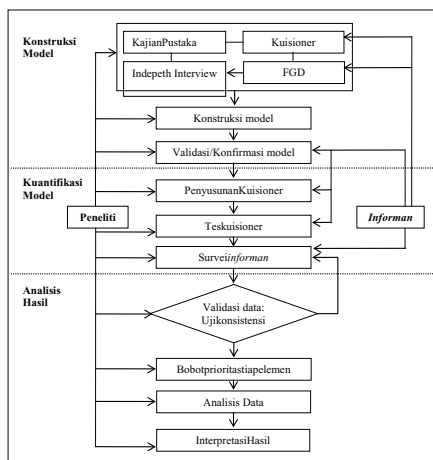 Konstruksi
Model
KajianPustaka
Kuisioner
Indepeth Interview
FGD
Konstruksi model
Validasi/Konfirmasi model
Kuantifikasi
Model
PenyusunanKuisioner
Peneliti
Informan
Teskuisioner
Surveiinforman
Analisis
Hasil
Validasi data:
Ujikonsistensi
Bobotprioritastiapelemen
Analisis Data
InterpretasiHasil